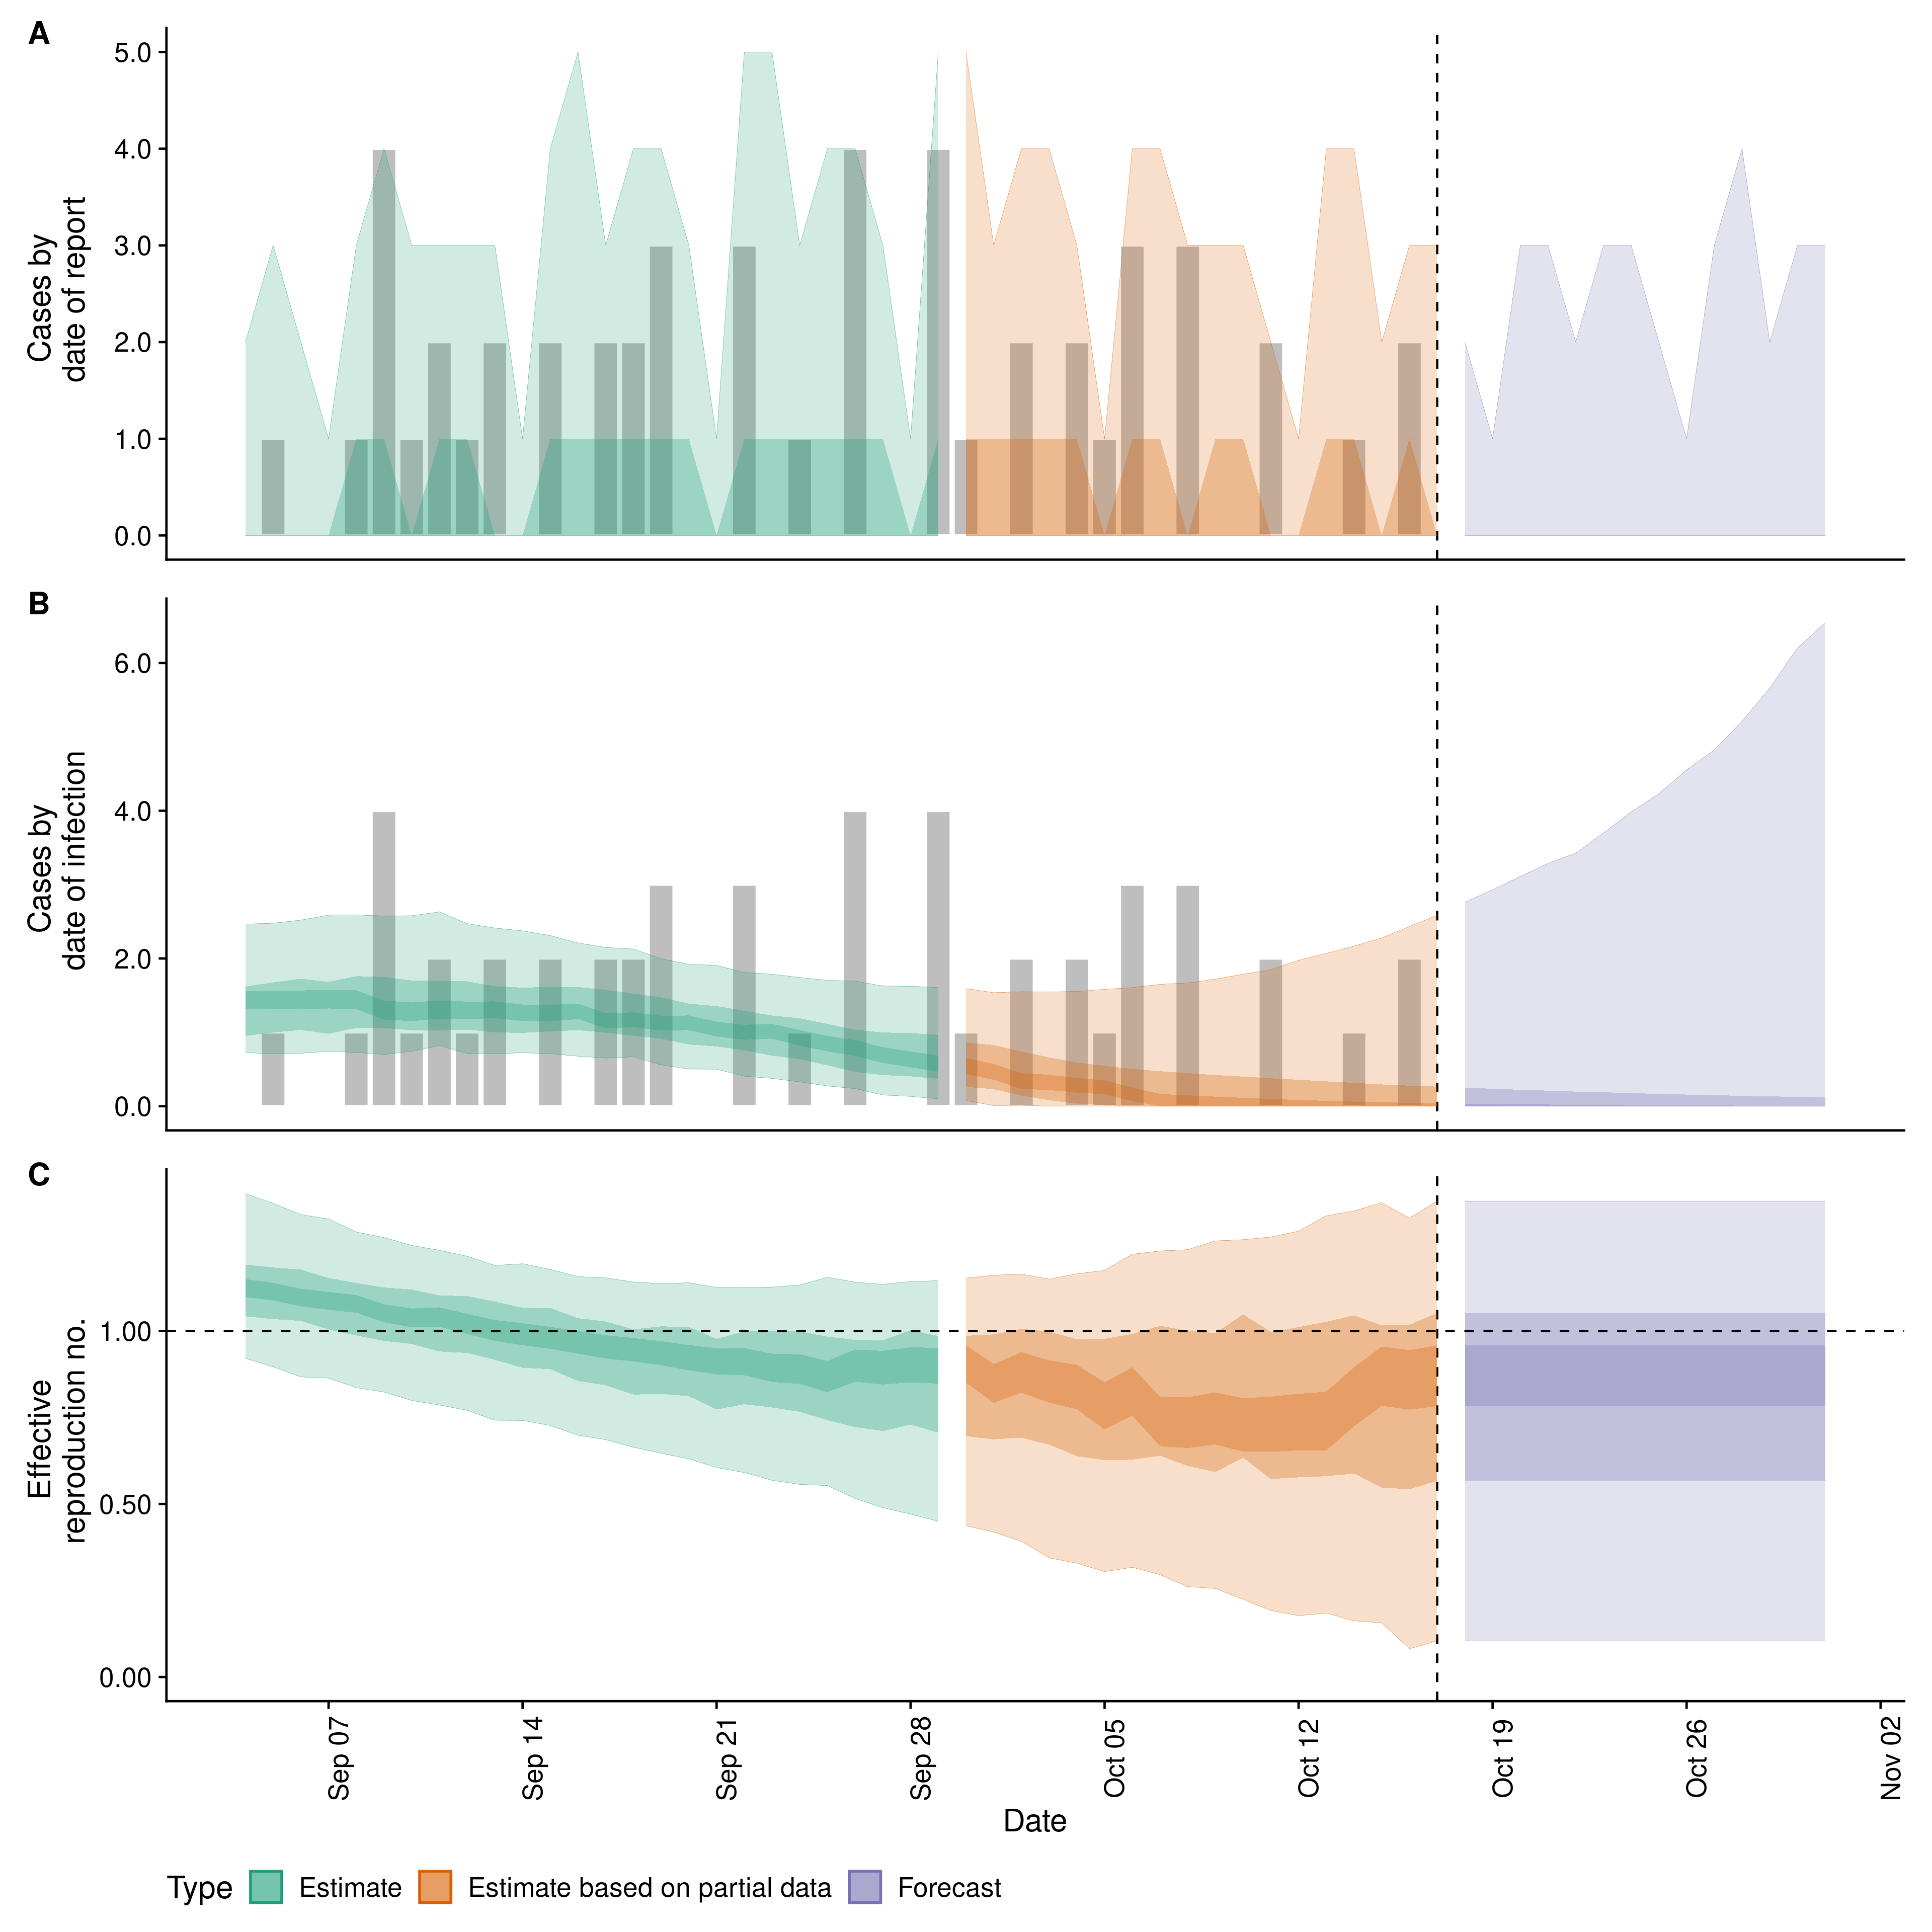 A
Cases by
date of report
5.0
4.0
3.0
2.0
1.0
0.0
B
Cases by
date of infection
6.0
4.0
2.0
0.0
C
Effective
reproduction no.
1.00
0.50
0.00
Sep 07
Sep 14
Sep 21
Sep 28
Oct 05
Oct 12
Oct 19
Oct 26
Nov 02
Date
Type Estimate Estimate based on partial data Forecast